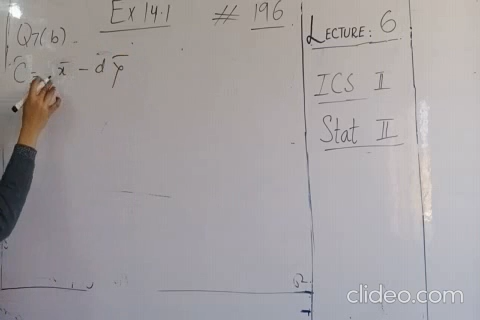 Ex 14.1 # 196
Q7(b)
C = x̄ - d ȳ
LECTURE: 6
ICS II
Stat II
clideo.com